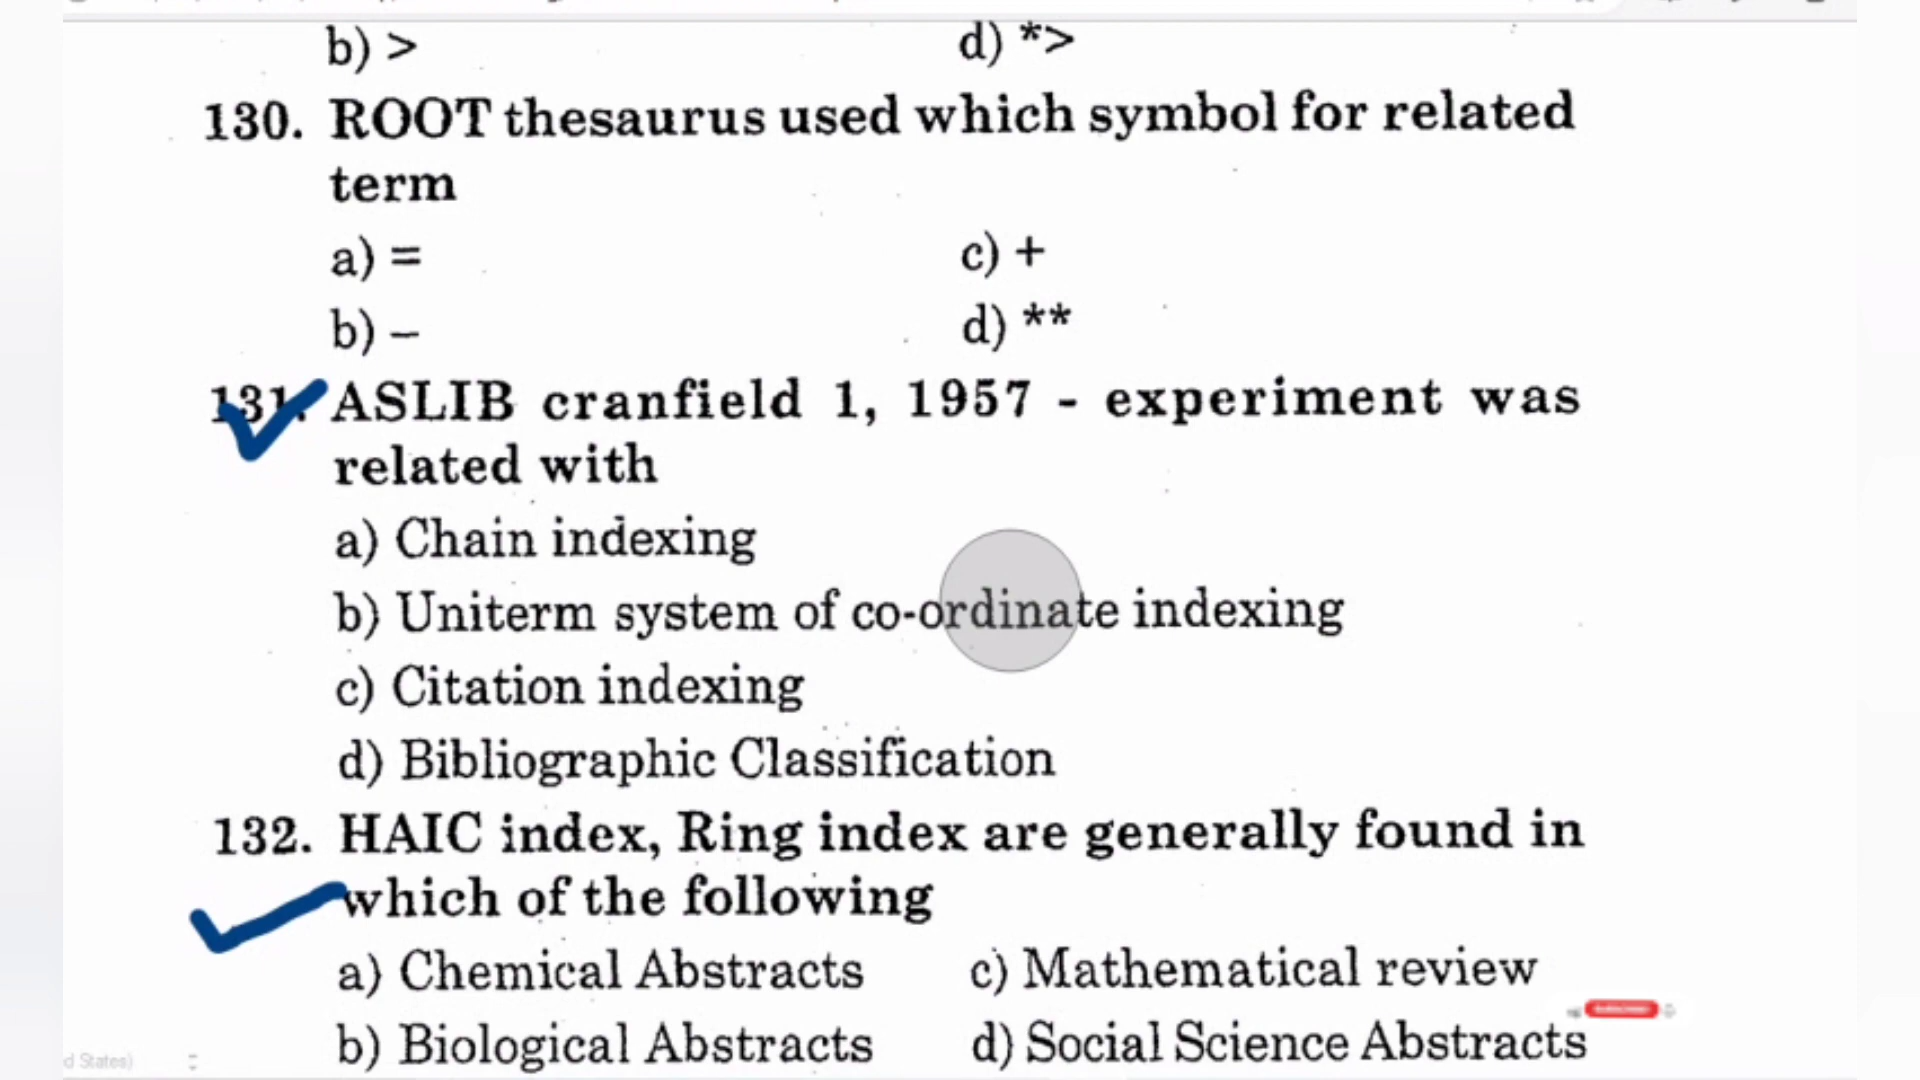 b) > d) *>
130. ROOT thesaurus used which symbol for related
term
a) = c) +
b) – d) **
131. ASLIB cranfield 1, 1957 - experiment was
related with
a) Chain indexing
b) Uniterm system of co-ordinate indexing
c) Citation indexing
d) Bibliographic Classification
132. HAIC index, Ring index are generally found in
which of the following
a) Chemical Abstracts c) Mathematical review
b) Biological Abstracts d) Social Science Abstracts
d States)